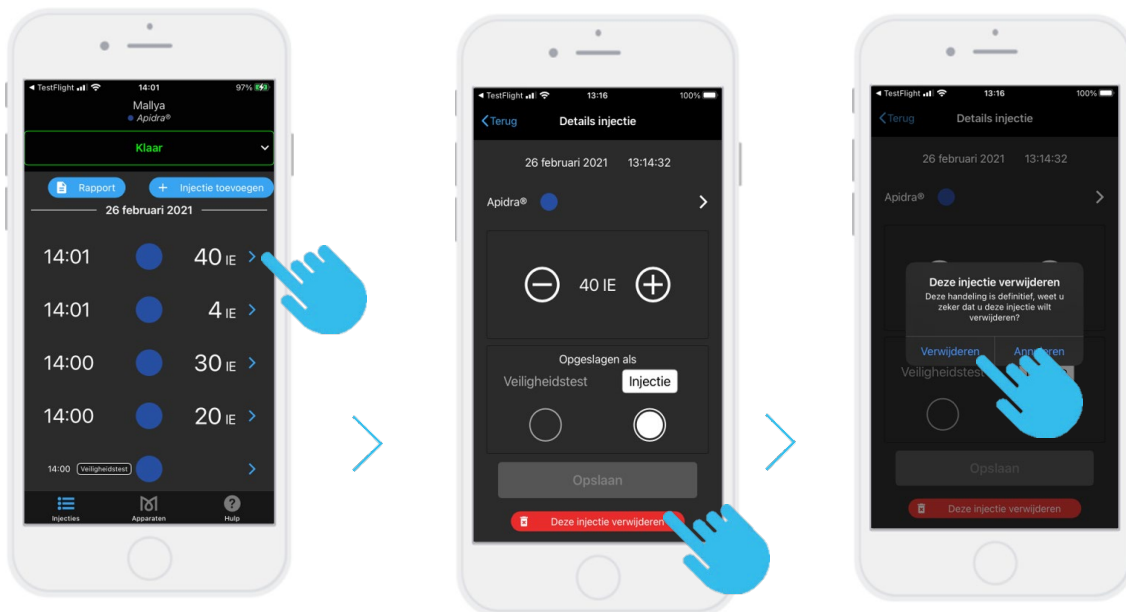 TestFlight 14:01 97%
Mallya
Apidra®
Klaar
Rapport + Injectie toevoegen
26 februari 2021
14:01 40 IE
14:01 4 IE
14:00 30 IE
14:00 20 IE
14:00 Veiligheidstest
Injecties Apparaten Hulp
TestFlight 13:16 100%
Terug Details injectie
26 februari 2021 13:14:32
Apidra®
40 IE
Opgeslagen als
Veiligheidstest Injectie
Opslaan
Deze injectie verwijderen
TestFlight 13:16 100%
Terug Details injectie
26 februari 2021 13:14:32
Apidra®
Deze injectie verwijderen
Deze handeling is definitief, weet u
zeker dat u deze injectie wilt
verwijderen?
Verwijderen
Veiligheidstest
Opslaan
Deze injectie verwijderen